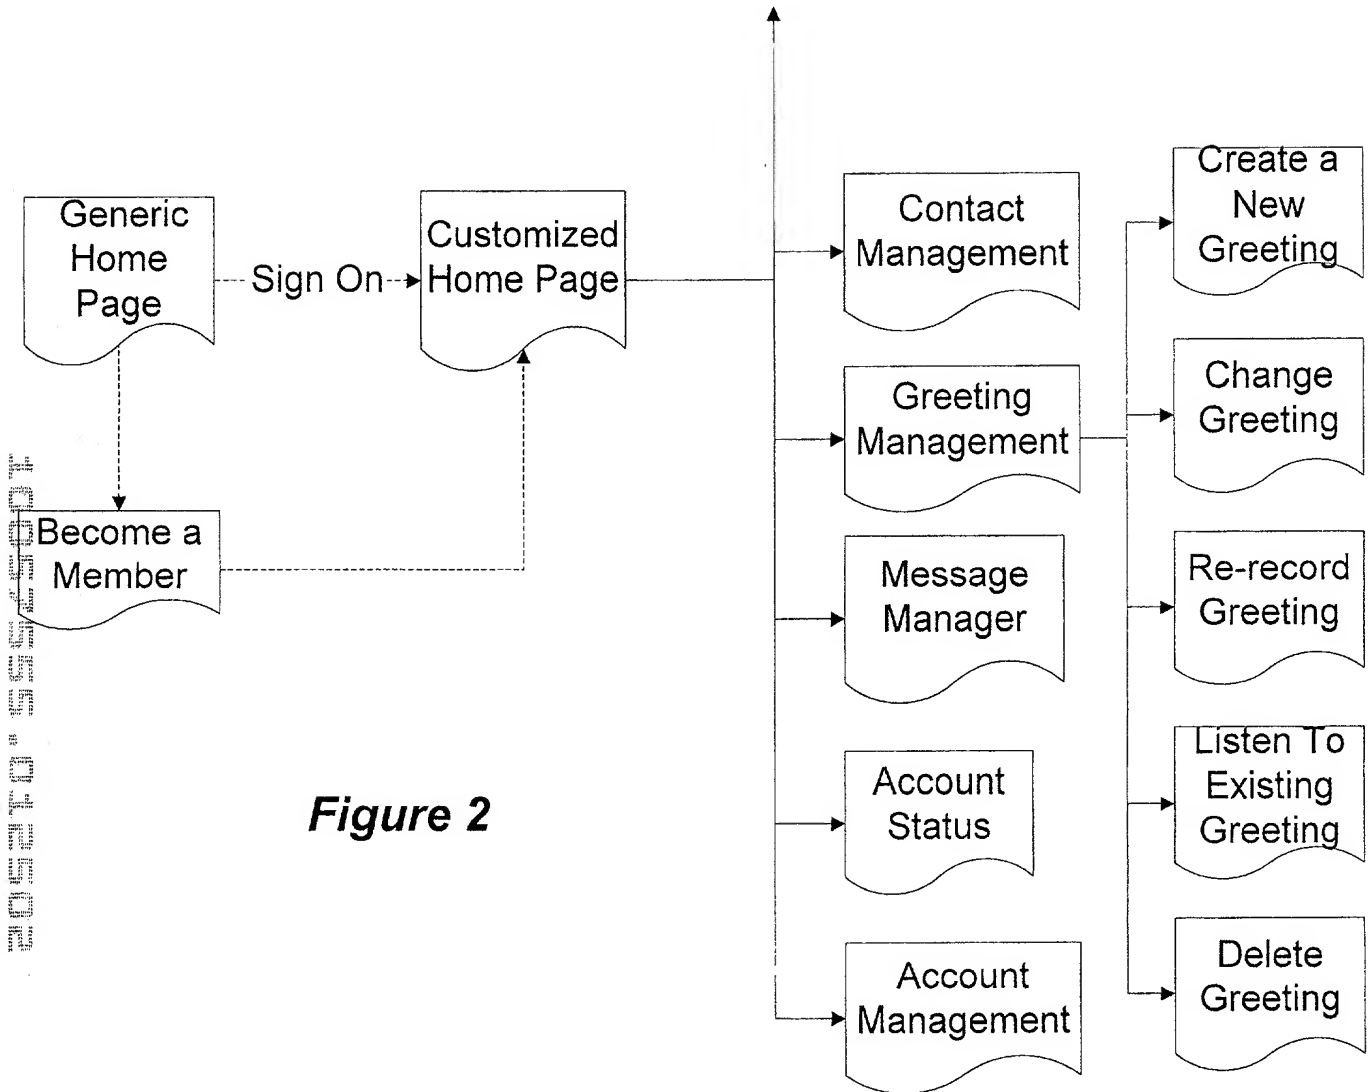 Generic
Home
Page
Sign On
Customized
Home Page
Become a
Member
Contact
Management
Greeting
Management
Message
Manager
Account
Status
Account
Management
Create a
New
Greeting
Change
Greeting
Re-record
Greeting
Listen To
Existing
Greeting
Delete
Greeting
Figure 2